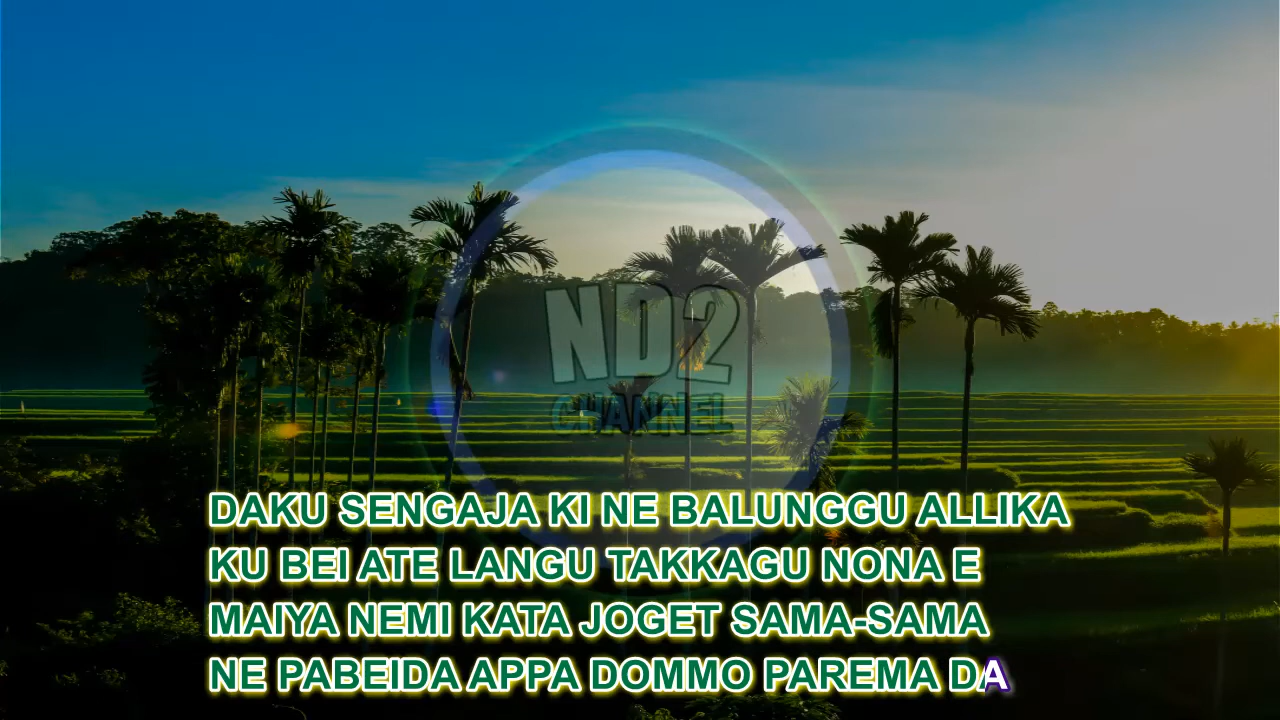 ND2
CHANNEL
DAKU SENGAJA KI NE BALUNGGU ALLIKA
KU BEI ATE LANGU TAKKAGU NONA E
MAIYA NEMI KATA JOGET SAMA-SAMA
NE PABEIDA APPA DOMMO PAREMA DA